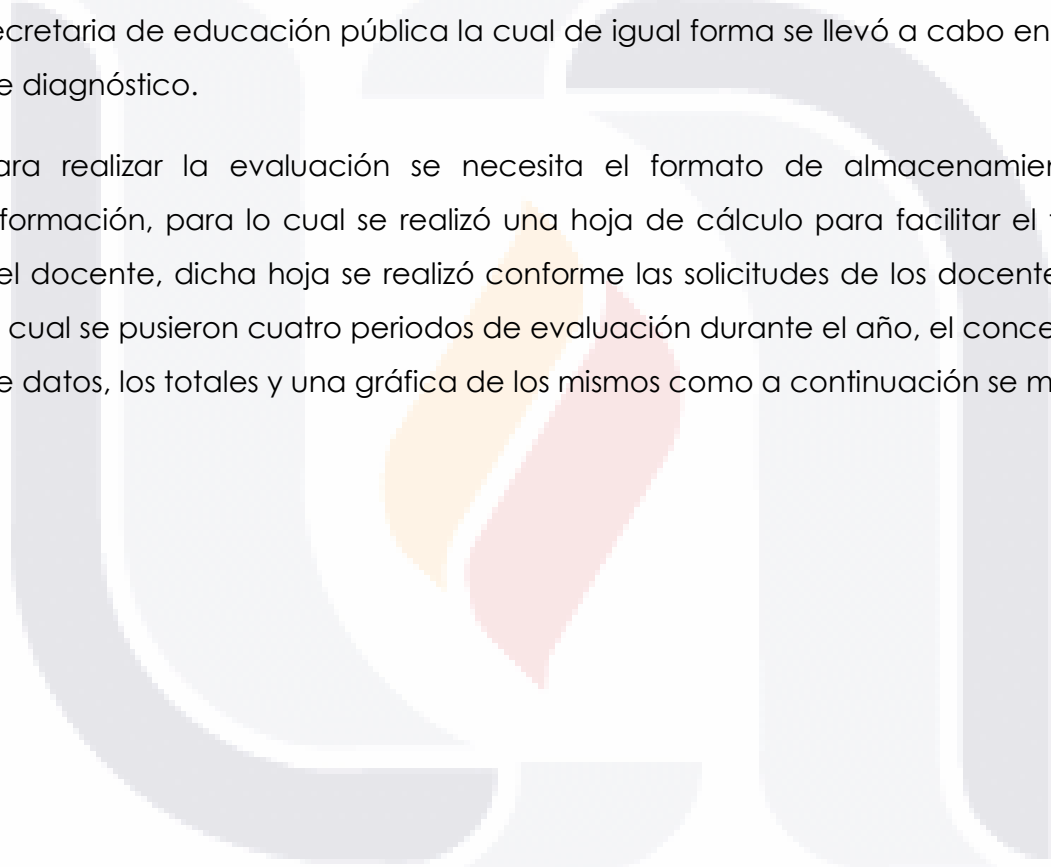 ecretaria de educación pública la cual de igual forma se llevó a cabo en
e diagnóstico.
ara realizar la evaluación se necesita el formato de almacenamier
formación, para lo cual se realizó una hoja de cálculo para facilitar el
el docente, dicha hoja se realizó conforme las solicitudes de los docente
cual se pusieron cuatro periodos de evaluación durante el año, el conce
e datos, los totales y una gráfica de los mismos como a continuación se m